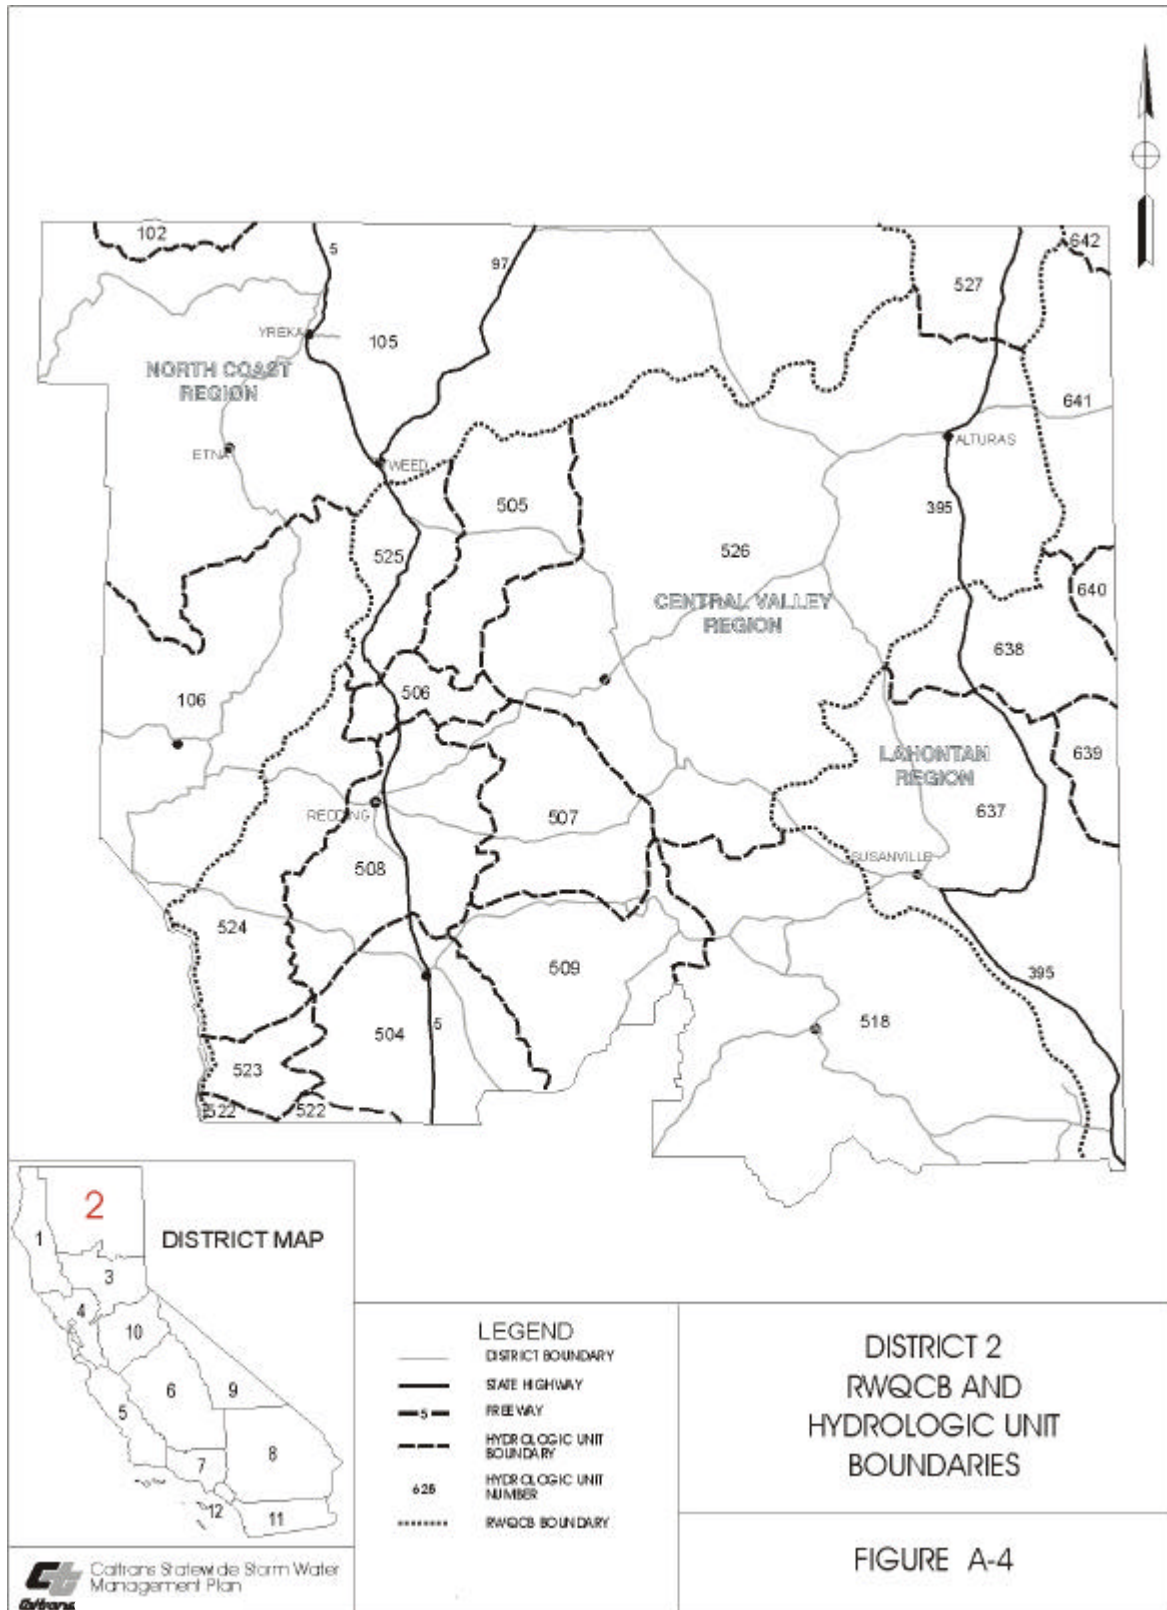 102
5
97
642
527
YREKA
105
NORTH COAST
REGION
641
ALTURAS
ETNA
WEED
505
395
525
526
640
CENTRAL VALLEY
REGION
638
506
106
LAHONTAN
REGION
639
REDDING
507
637
508
SUSANVILLE
524
509
395
504
5
518
523
522
522
2
1
DISTRICT MAP
3
4
10
6
9
5
8
7
12
11
LEGEND
DISTRICT BOUNDARY
STATE HIGHWAY
5
FREEWAY
HYDROLOGIC UNIT
BOUNDARY
628
HYDROLOGIC UNIT
NUMBER
RWQCB BOUNDARY
DISTRICT 2
RWQCB AND
HYDROLOGIC UNIT
BOUNDARIES
FIGURE A-4
Caltrans Statewide Storm Water
Management Plan
Caltrans